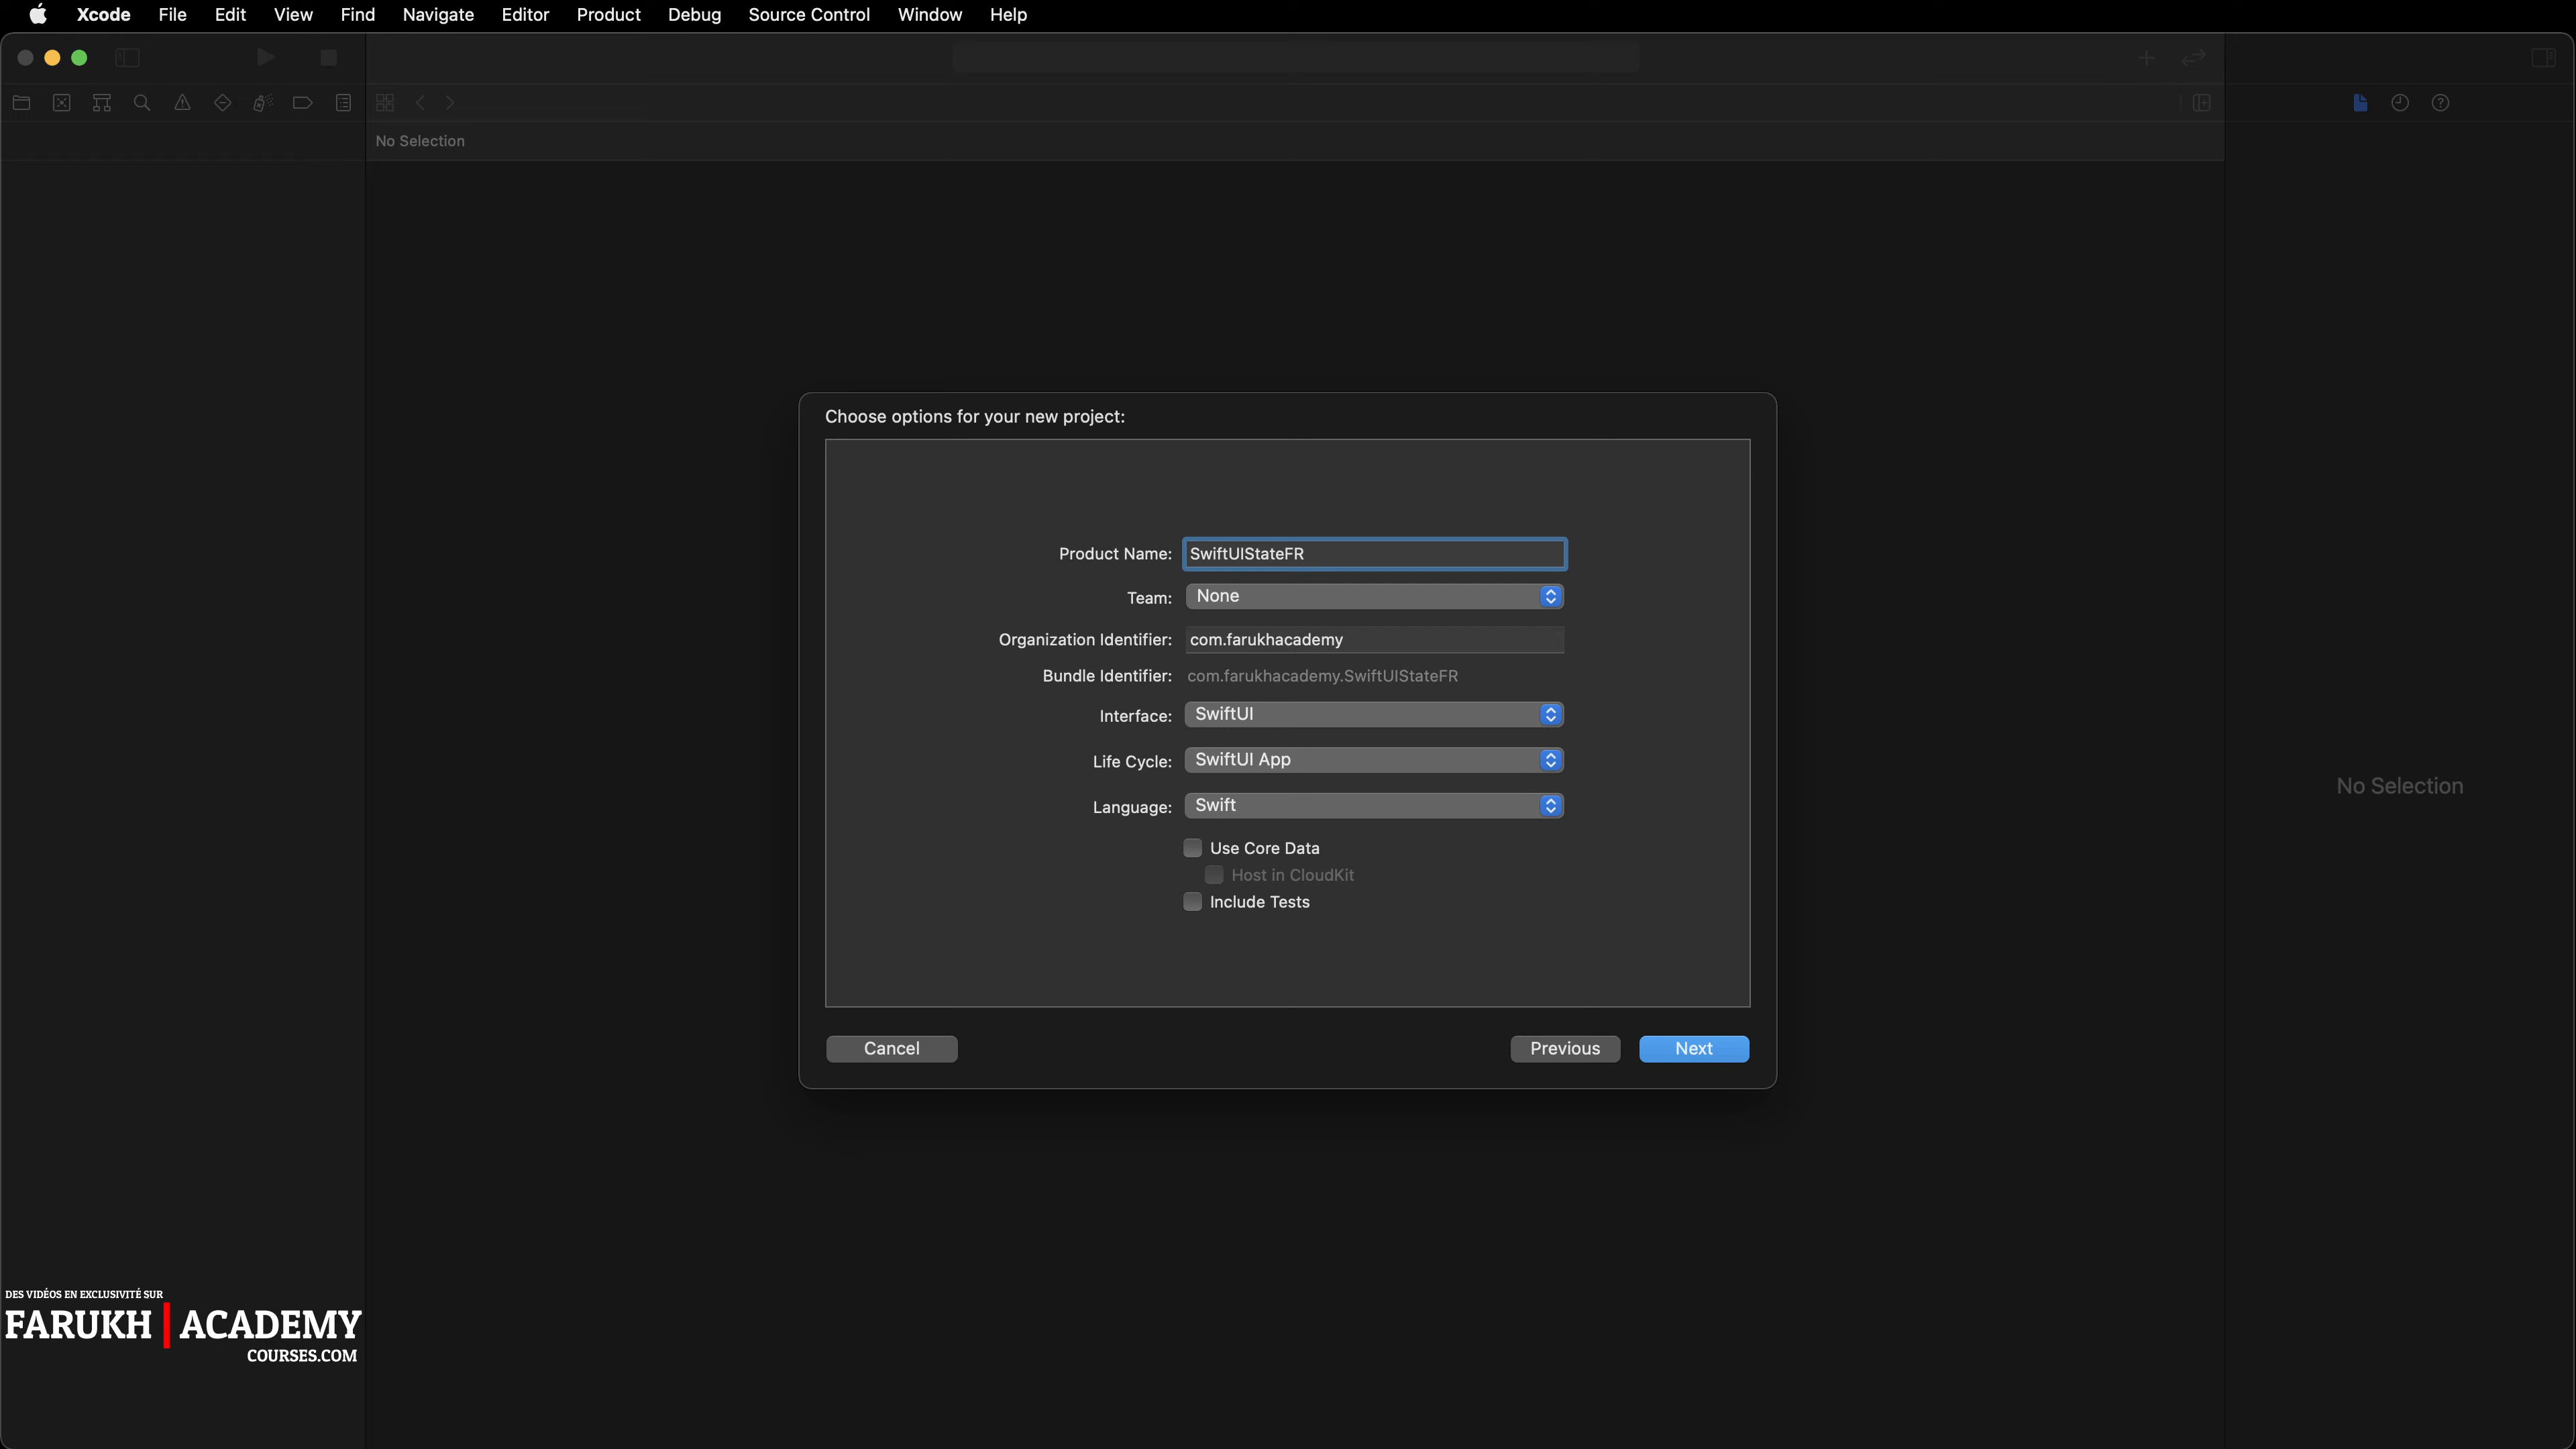 Xcode File Edit View Find Navigate Editor Product Debug Source Control Window Help
No Selection
Choose options for your new project:
Product Name: SwiftUIStateFR
Team: None
Organization Identifier: com.farukhacademy
Bundle Identifier: com.farukhacademy.SwiftUIStateFR
Interface: SwiftUI
Life Cycle: SwiftUI App
Language: Swift
Use Core Data
Host in CloudKit
Include Tests
Cancel Previous Next
No Selection
DES VIDÉOS EN EXCLUSIVITÉ SUR
FARUKH | ACADEMY
COURSES.COM